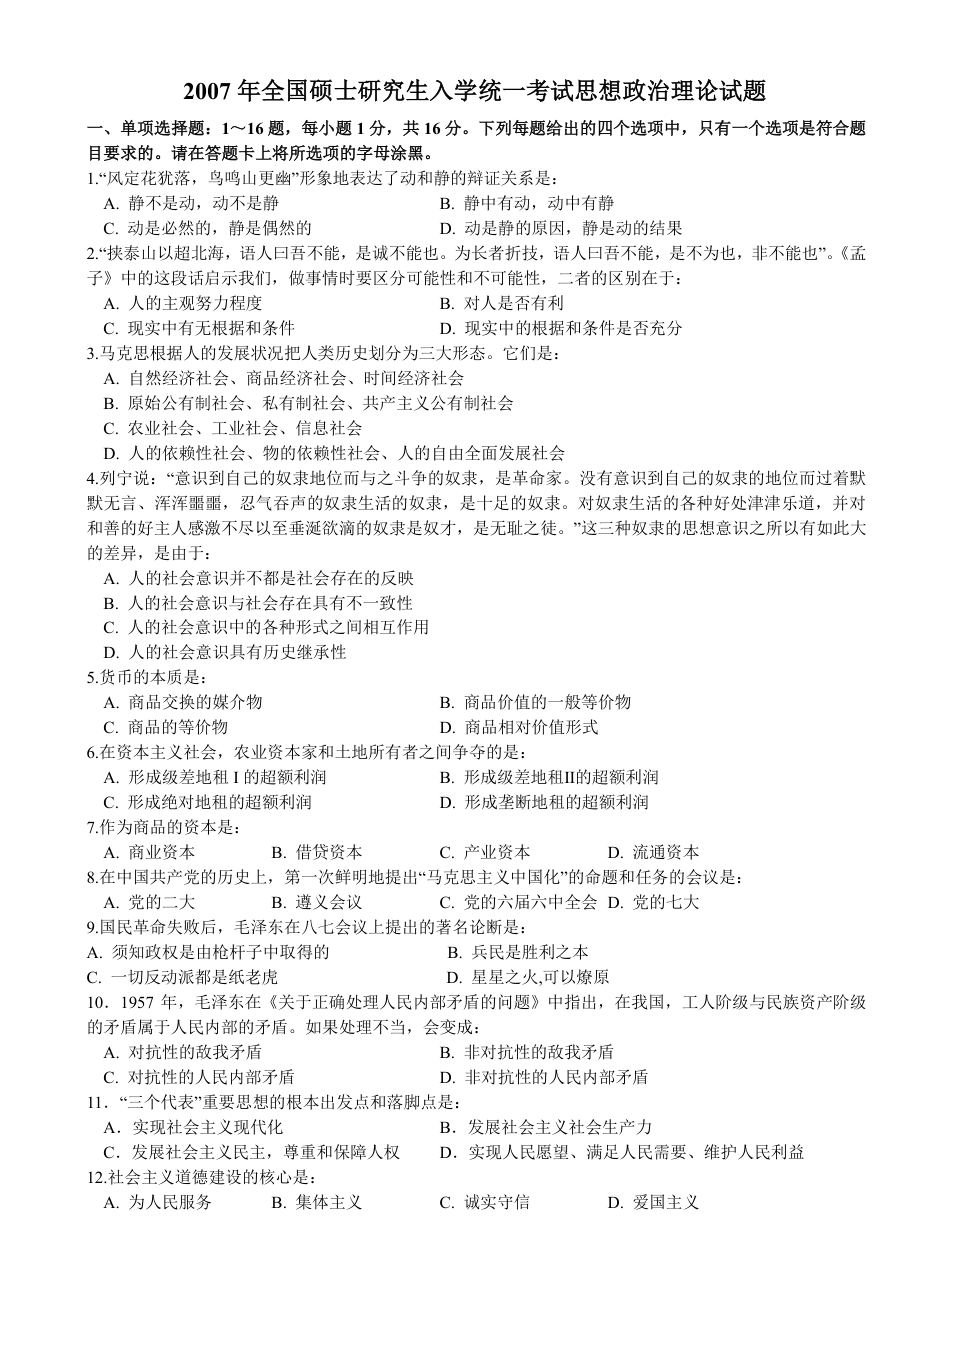 2007 年全国硕士研究生入学统一考试思想政治理论试题
一、单项选择题：1～16 题，每小题 1 分，共 16 分。下列每题给出的四个选项中，只有一个选项是符合题
目要求的。请在答题卡上将所选项的字母涂黑。
1.“风定花犹落，鸟鸣山更幽”形象地表达了动和静的辩证关系是：
A. 静不是动，动不是静 B. 静中有动，动中有静
C. 动是必然的，静是偶然的 D. 动是静的原因，静是动的结果
2.“挟泰山以超北海，语人曰吾不能，是诚不能也。为长者折技，语人曰吾不能，是不为也，非不能也”。《孟
子》中的这段话启示我们，做事情时要区分可能性和不可能性，二者的区别在于：
A. 人的主观努力程度 B. 对人是否有利
C. 现实中有无根据和条件 D. 现实中的根据和条件是否充分
3.马克思根据人的发展状况把人类历史划分为三大形态。它们是：
A. 自然经济社会、商品经济社会、时间经济社会
B. 原始公有制社会、私有制社会、共产主义公有制社会
C. 农业社会、工业社会、信息社会
D. 人的依赖性社会、物的依赖性社会、人的自由全面发展社会
4.列宁说：“意识到自己的奴隶地位而与之斗争的奴隶，是革命家。没有意识到自己的奴隶的地位而过着默
默无言、浑浑噩噩，忍气吞声的奴隶生活的奴隶，是十足的奴隶。对奴隶生活的各种好处津津乐道，并对
和善的好主人感激不尽以至垂涎欲滴的奴隶是奴才，是无耻之徒。”这三种奴隶的思想意识之所以有如此大
的差异，是由于：
A. 人的社会意识并不都是社会存在的反映
B. 人的社会意识与社会存在具有不一致性
C. 人的社会意识中的各种形式之间相互作用
D. 人的社会意识具有历史继承性
5.货币的本质是：
A. 商品交换的媒介物 B. 商品价值的一般等价物
C. 商品的等价物 D. 商品相对价值形式
6.在资本主义社会，农业资本家和土地所有者之间争夺的是：
A. 形成级差地租 I 的超额利润 B. 形成级差地租II的超额利润
C. 形成绝对地租的超额利润 D. 形成垄断地租的超额利润
7.作为商品的资本是：
A. 商业资本 B. 借贷资本 C. 产业资本 D. 流通资本
8.在中国共产党的历史上，第一次鲜明地提出“马克思主义中国化”的命题和任务的会议是：
A. 党的二大 B. 遵义会议 C. 党的六届六中全会 D. 党的七大
9.国民革命失败后，毛泽东在八七会议上提出的著名论断是：
A. 须知政权是由枪杆子中取得的 B. 兵民是胜利之本
C. 一切反动派都是纸老虎 D. 星星之火,可以燎原
10．1957 年，毛泽东在《关于正确处理人民内部矛盾的问题》中指出，在我国，工人阶级与民族资产阶级
的矛盾属于人民内部的矛盾。如果处理不当，会变成：
A. 对抗性的敌我矛盾 B. 非对抗性的敌我矛盾
C. 对抗性的人民内部矛盾 D. 非对抗性的人民内部矛盾
11．“三个代表”重要思想的根本出发点和落脚点是：
A．实现社会主义现代化 B．发展社会主义社会生产力
C．发展社会主义民主，尊重和保障人权 D．实现人民愿望、满足人民需要、维护人民利益
12.社会主义道德建设的核心是：
A. 为人民服务 B. 集体主义 C. 诚实守信 D. 爱国主义